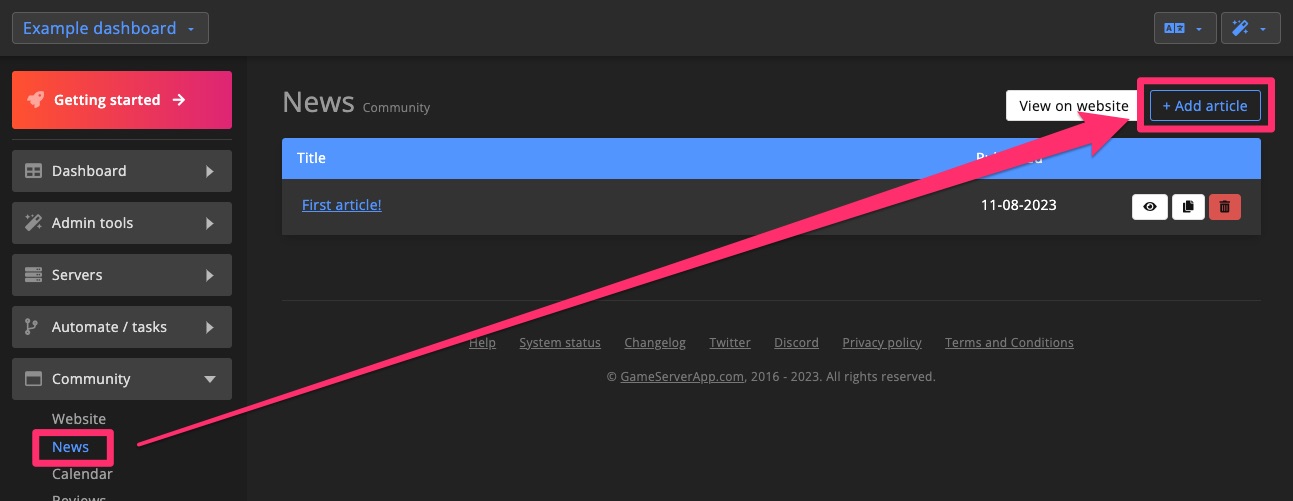 Example dashboard
Getting started
Dashboard
Admin tools
Servers
Automate / tasks
Community
Website
News
Calendar
Reviews
News Community
View on website
+ Add article
Title
First article!
11-08-2023
Help System status Changelog Twitter Discord Privacy policy Terms and Conditions
© GameServerApp.com, 2016 - 2023. All rights reserved.